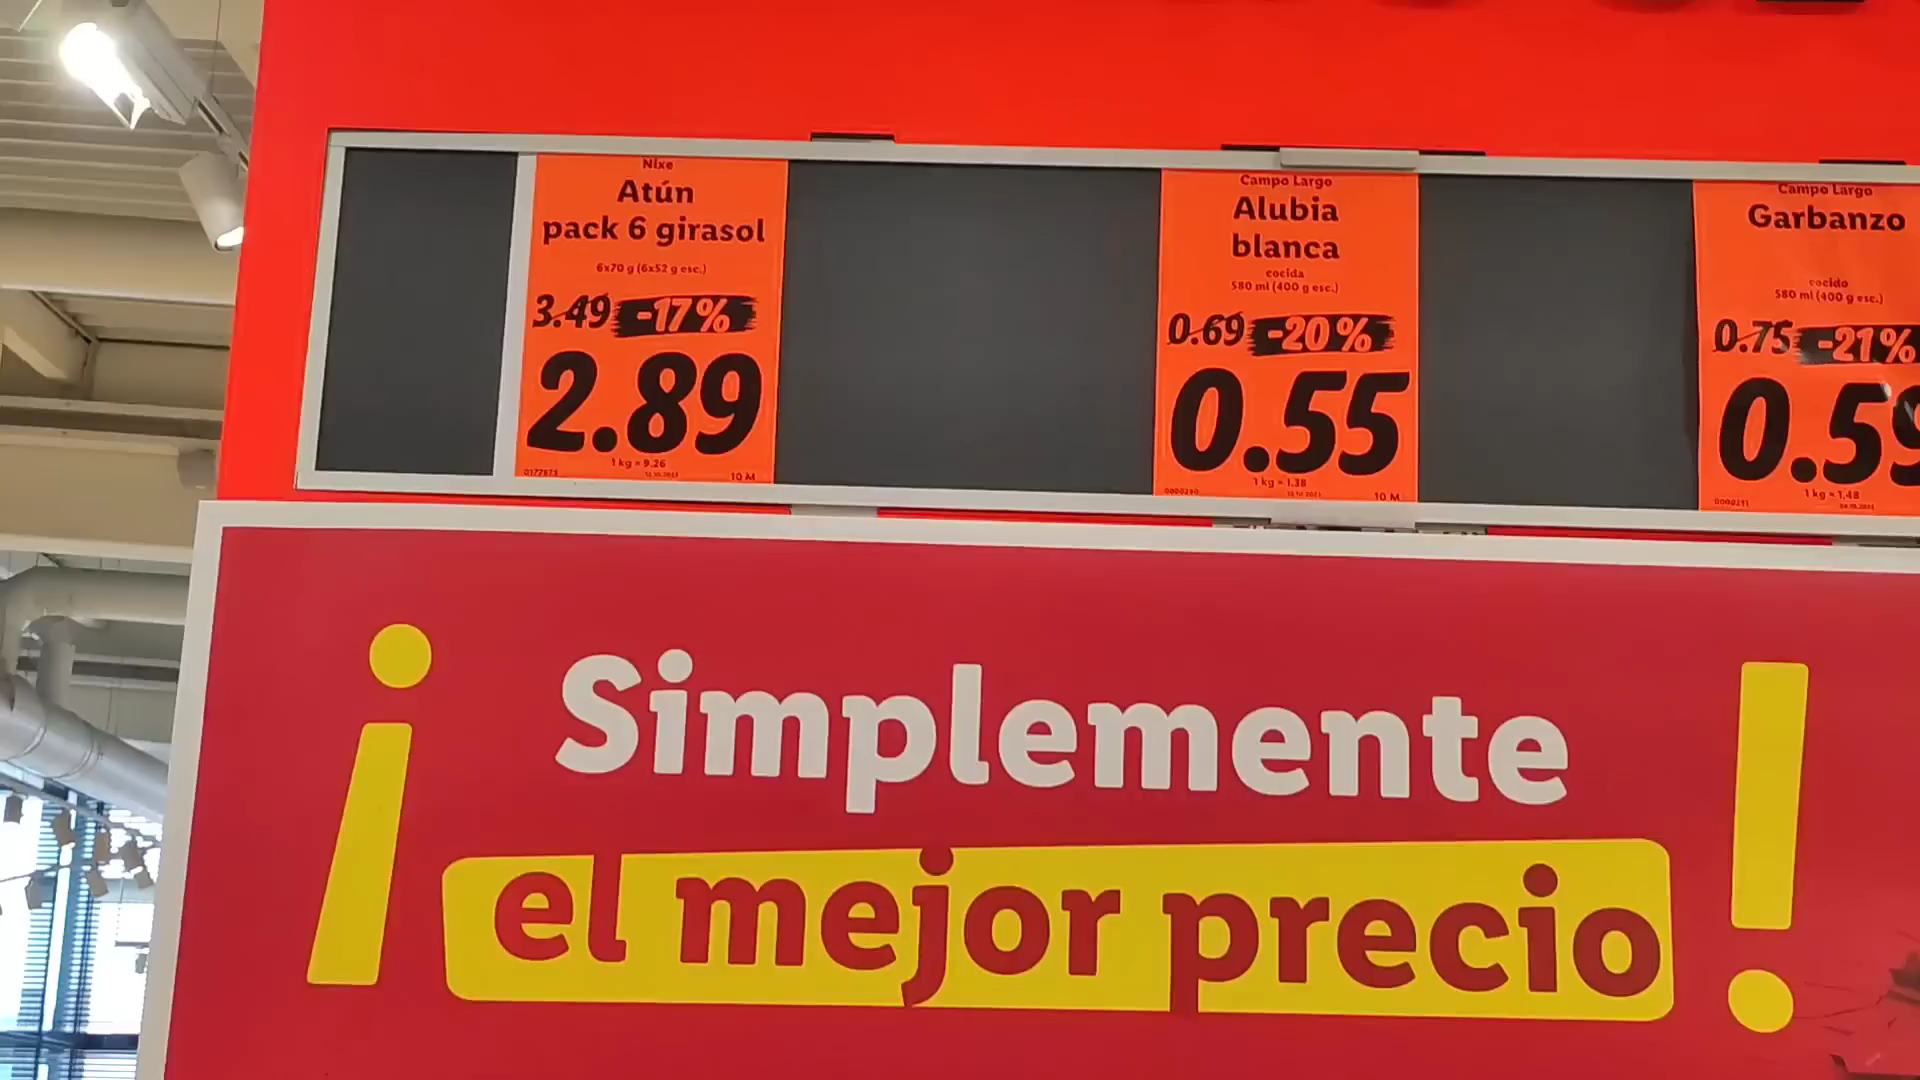 Nixe
Atún
pack 6 girasol
6x70 g (6x52 g esc.)
3.49 -17%
2.89
1 kg = 9.26
10 M
Campo Largo
Alubia
blanca
cocida
580 ml (400 g esc.)
0.69 -20%
0.55
1 kg = 1.38
10 M
Campo Largo
Garbanzo
cocido
580 ml (400 g esc.)
0.75 -21%
0.59
1 kg = 1.48
¡Simplemente
el mejor precio!